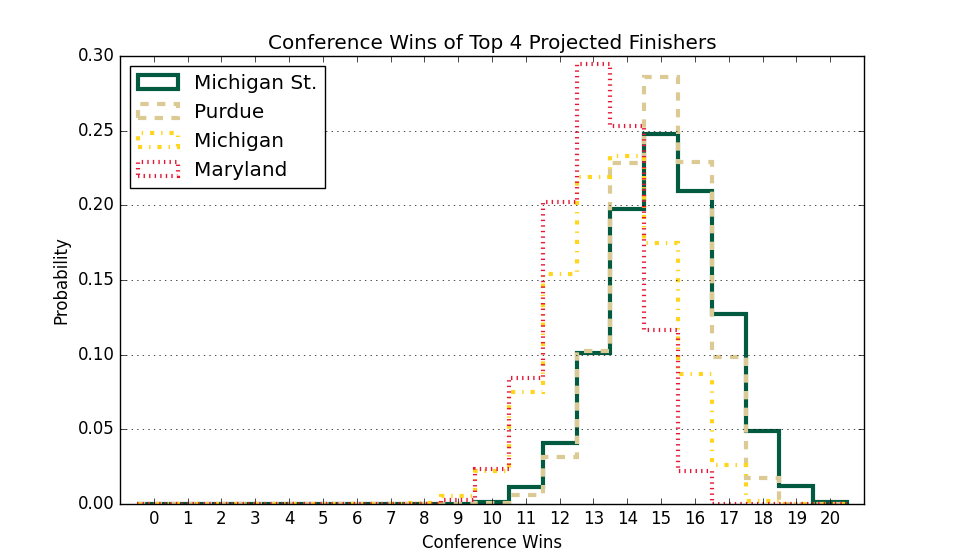 Conference Wins of Top 4 Projected Finishers
0.30
0.25
0.20
0.15
0.10
0.05
0.00
Probability
Michigan St.
Purdue
Michigan
Maryland
0 1 2 3 4 5 6 7 8 9 10 11 12 13 14 15 16 17 18 19 20
Conference Wins